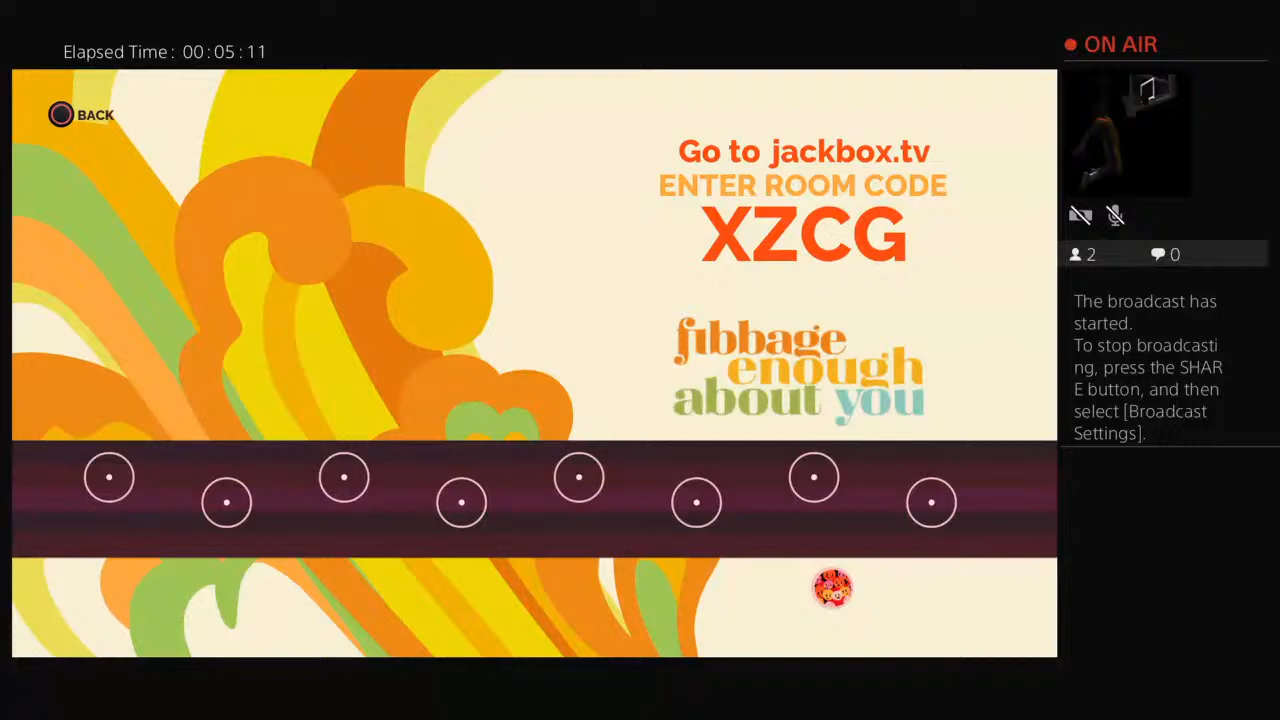 Elapsed Time: 00:05:11
ON AIR
BACK
Go to jackbox.tv
ENTER ROOM CODE
XZCG
fibbage
enough
about you
2
0
The broadcast has
started.
To stop broadcasti
ng, press the SHAR
E button, and then
select [Broadcast
Settings].